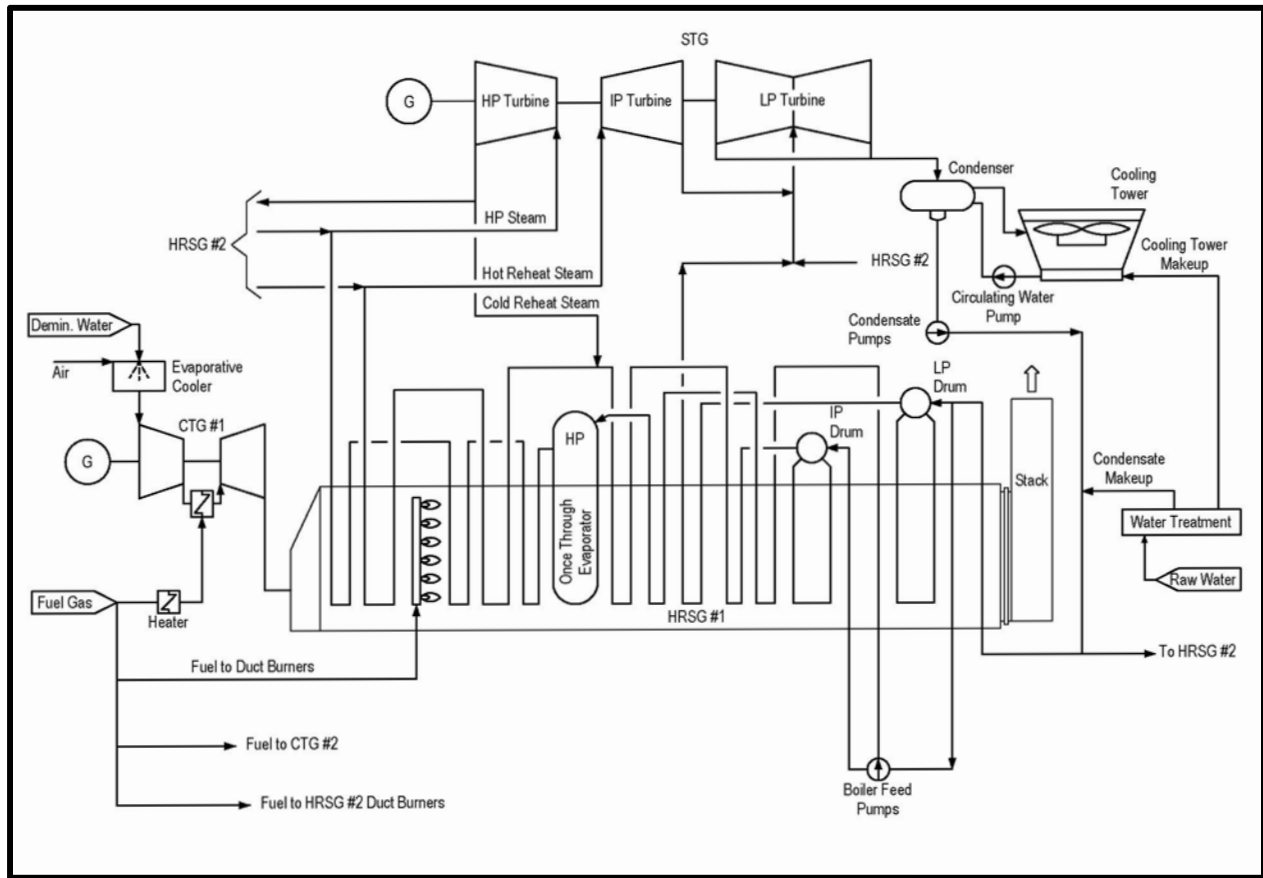 STG
G
HP Turbine
IP Turbine
LP Turbine
Condenser
Cooling
Tower
HP Steam
HRSG #2
Hot Reheat Steam
Cold Reheat Steam
HRSG #2
Cooling Tower
Makeup
Circulating Water
Pump
Condensate
Pumps
Demin. Water
Air
Evaporative
Cooler
CTG #1
G
LP
Drum
IP
Drum
HP
Once Through
Evaporator
Stack
Condensate
Makeup
Water Treatment
Raw Water
Fuel Gas
Heater
HRSG #1
Fuel to Duct Burners
To HRSG #2
Fuel to CTG #2
Boiler Feed
Pumps
Fuel to HRSG #2 Duct Burners